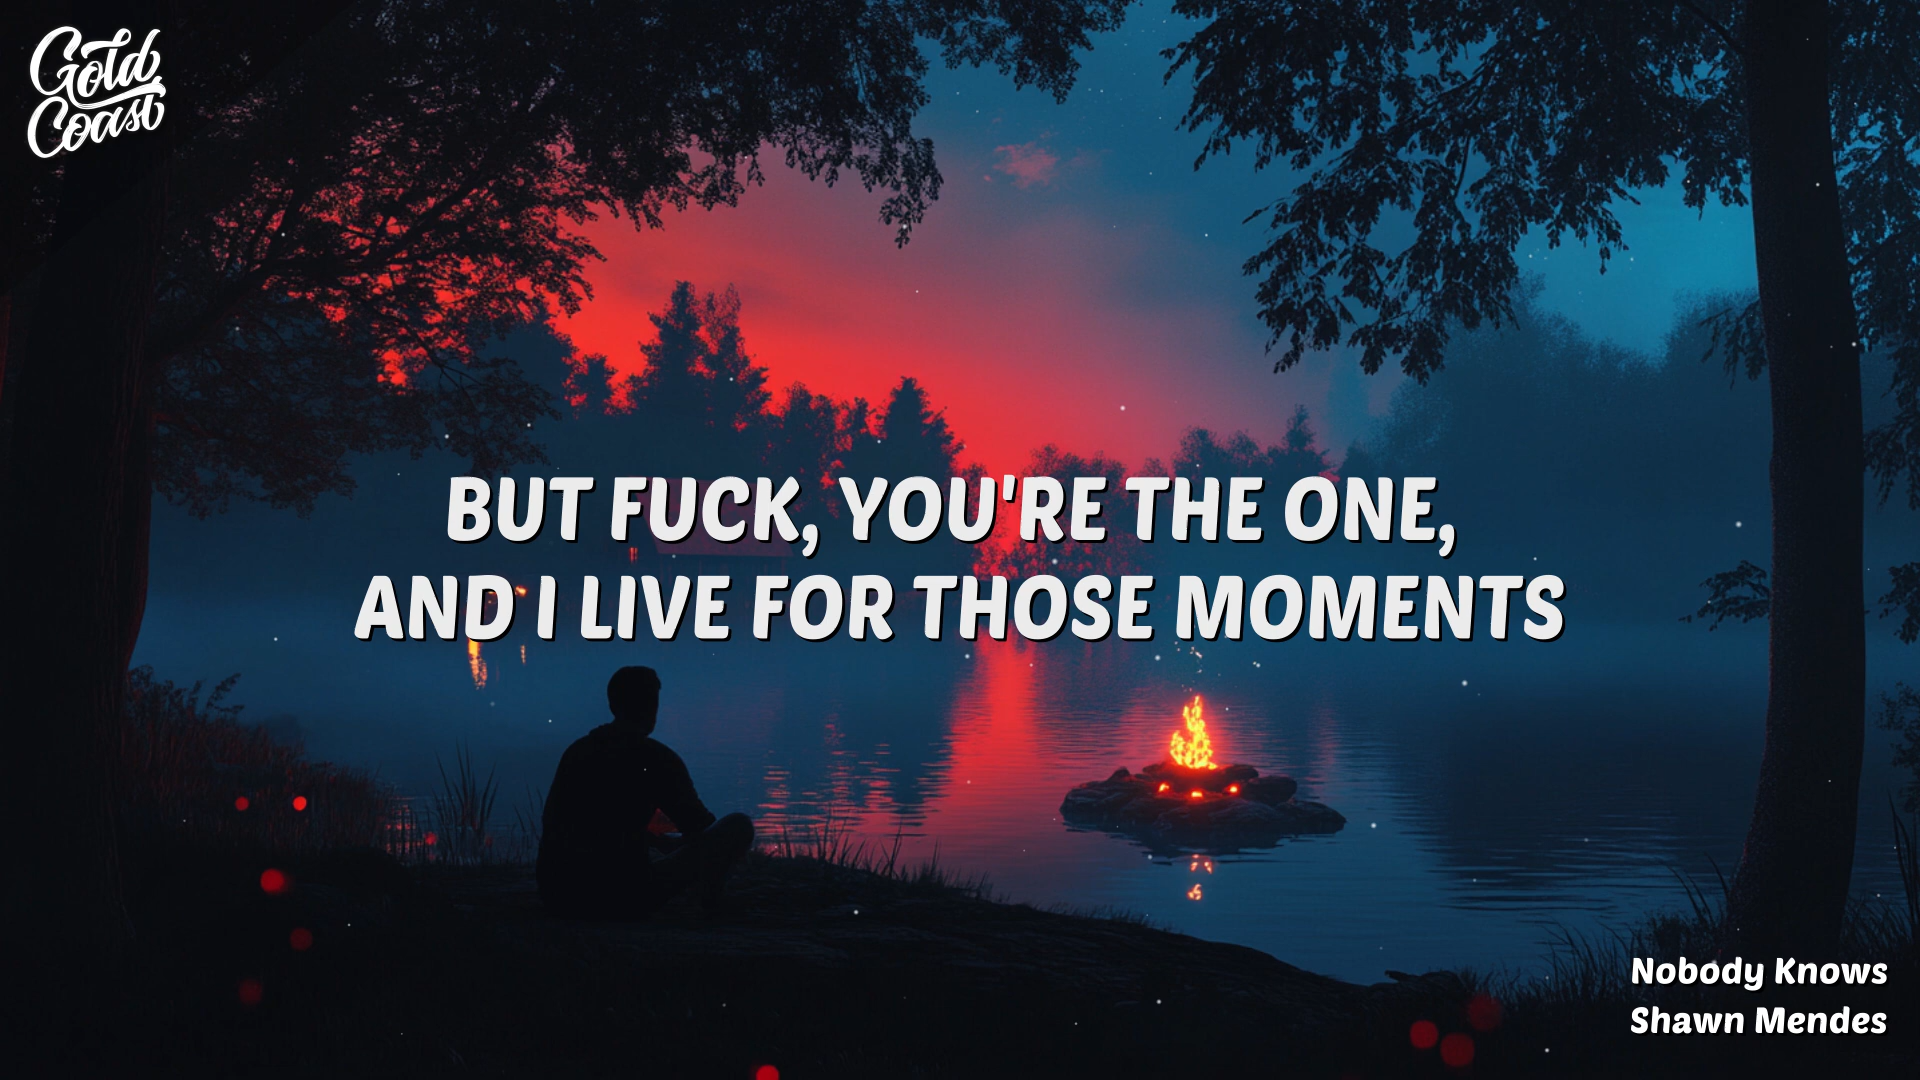 Gold
Coast
BUT FUCK, YOU'RE THE ONE,
AND I LIVE FOR THOSE MOMENTS
Nobody Knows
Shawn Mendes